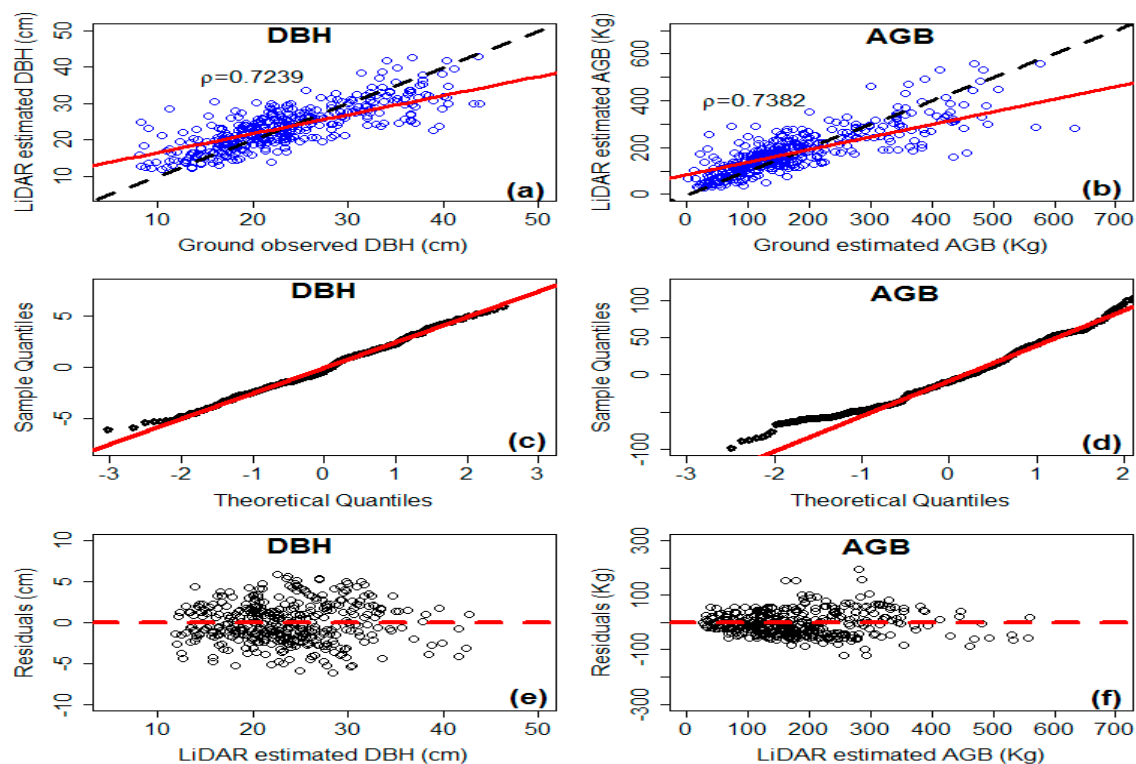 DBH
LiDAR estimated DBH (cm)
10 20 30 40 50
ρ=0.7239
(a)
10 20 30 40 50
Ground observed DBH (cm)
AGB
LiDAR estimated AGB (Kg)
0 200 400 600
ρ=0.7382
(b)
0 100 200 300 400 500 600 700
Ground estimated AGB (Kg)
DBH
Sample Quantiles
-5 0 5
(c)
-3 -2 -1 0 1 2 3
Theoretical Quantiles
AGB
Sample Quantiles
-100 0 50 100
(d)
-3 -2 -1 0 1 2
Theoretical Quantiles
DBH
Residuals (cm)
-10 -5 0 5 10
(e)
10 20 30 40 50
LiDAR estimated DBH (cm)
AGB
Residuals (Kg)
-300 -100 0 100 300
(f)
0 100 200 300 400 500 600 700
LiDAR estimated AGB (Kg)